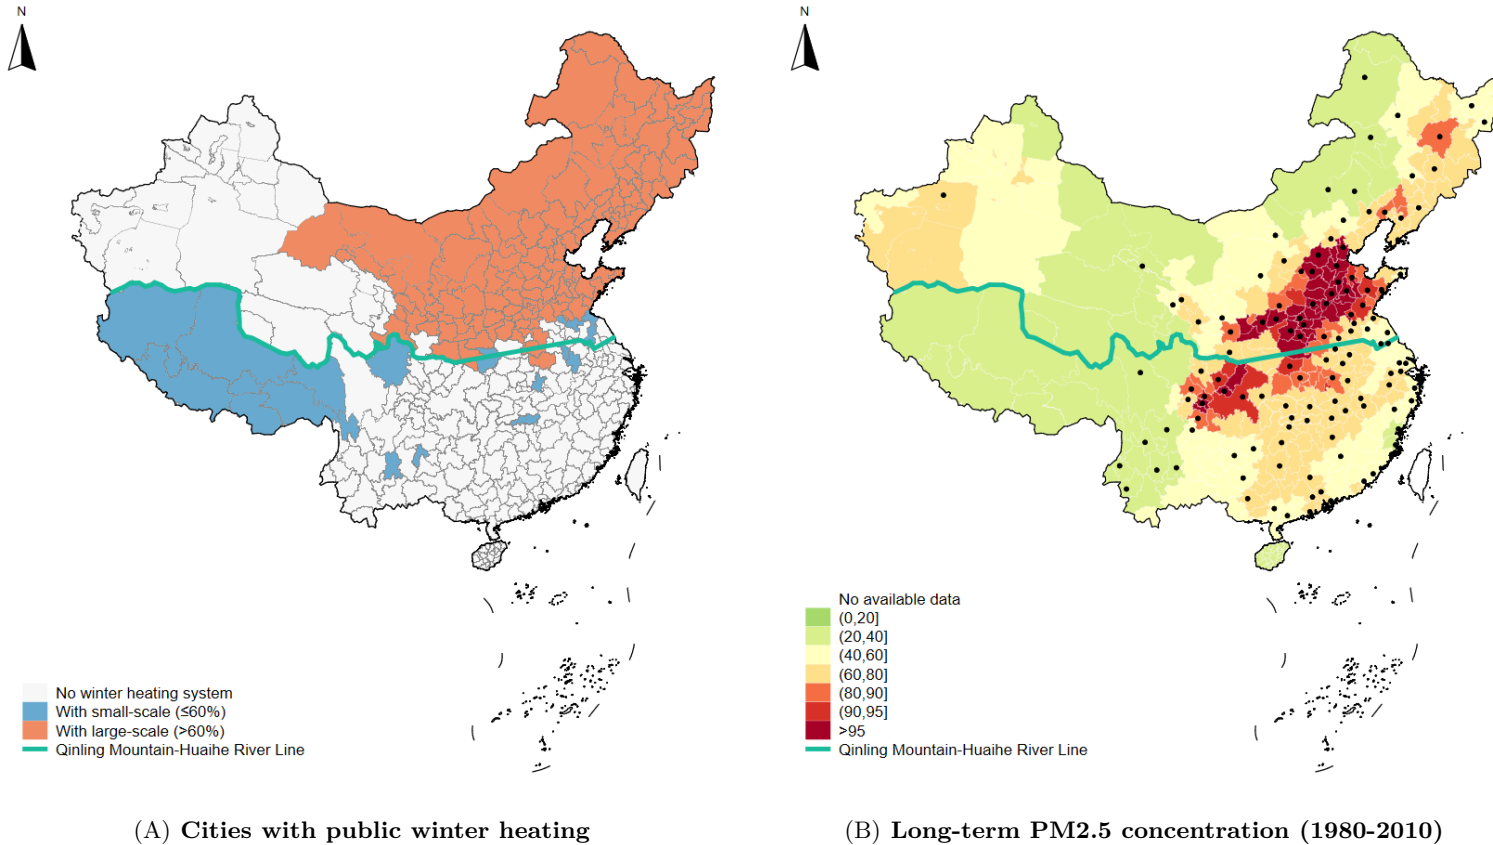 N
No winter heating system
With small-scale (≤60%)
With large-scale (>60%)
Qinling Mountain-Huaihe River Line
(A) Cities with public winter heating
N
No available data
(0,20]
(20,40]
(40,60]
(60,80]
(80,90]
(90,95]
>95
Qinling Mountain-Huaihe River Line
(B) Long-term PM2.5 concentration (1980-2010)